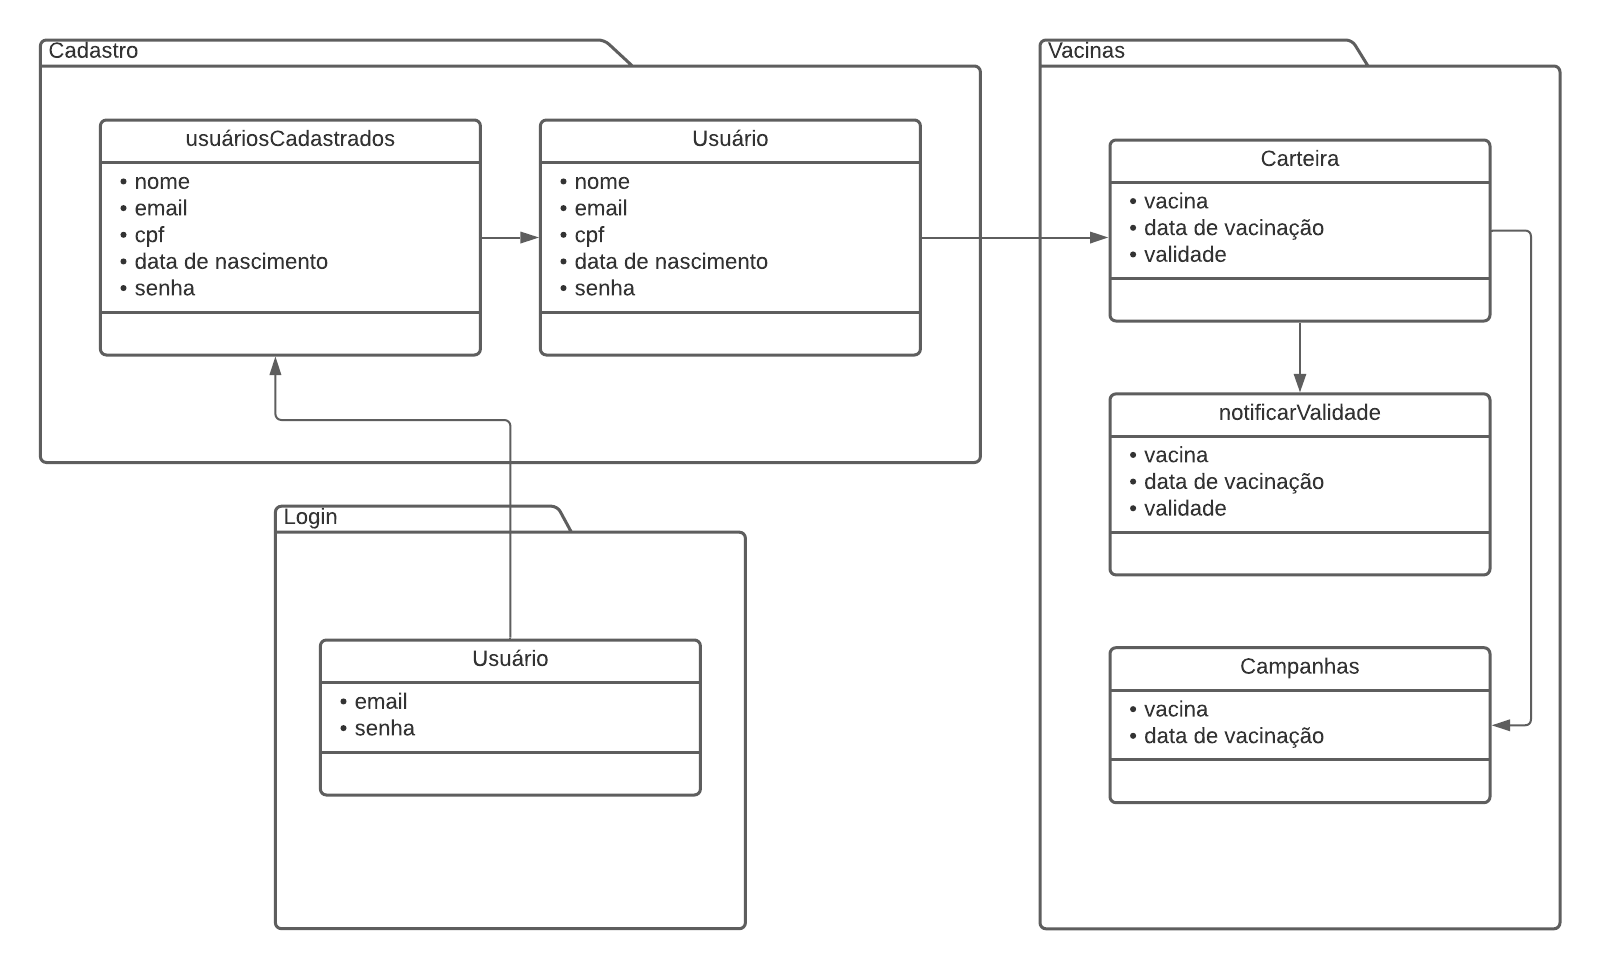 Cadastro
usuáriosCadastrados
• nome
• email
• cpf
• data de nascimento
• senha
Usuário
• nome
• email
• cpf
• data de nascimento
• senha
Login
Usuário
• email
• senha
Vacinas
Carteira
• vacina
• data de vacinação
• validade
notificarValidade
• vacina
• data de vacinação
• validade
Campanhas
• vacina
• data de vacinação